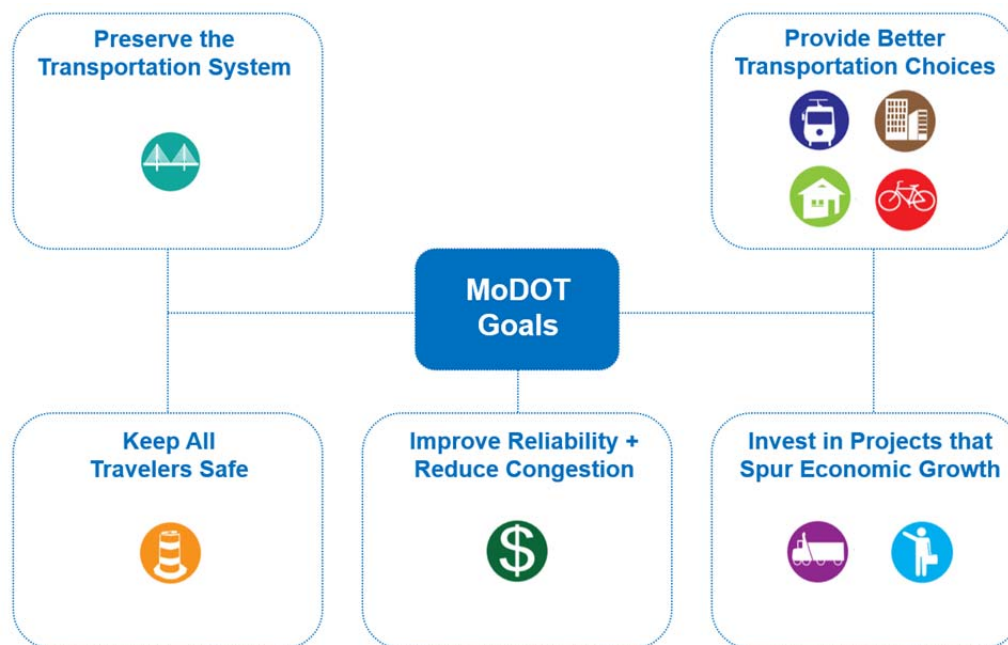 Preserve the
Transportation System
Provide Better
Transportation Choices
MoDOT
Goals
Keep All
Travelers Safe
Improve Reliability +
Reduce Congestion
$
Invest in Projects that
Spur Economic Growth